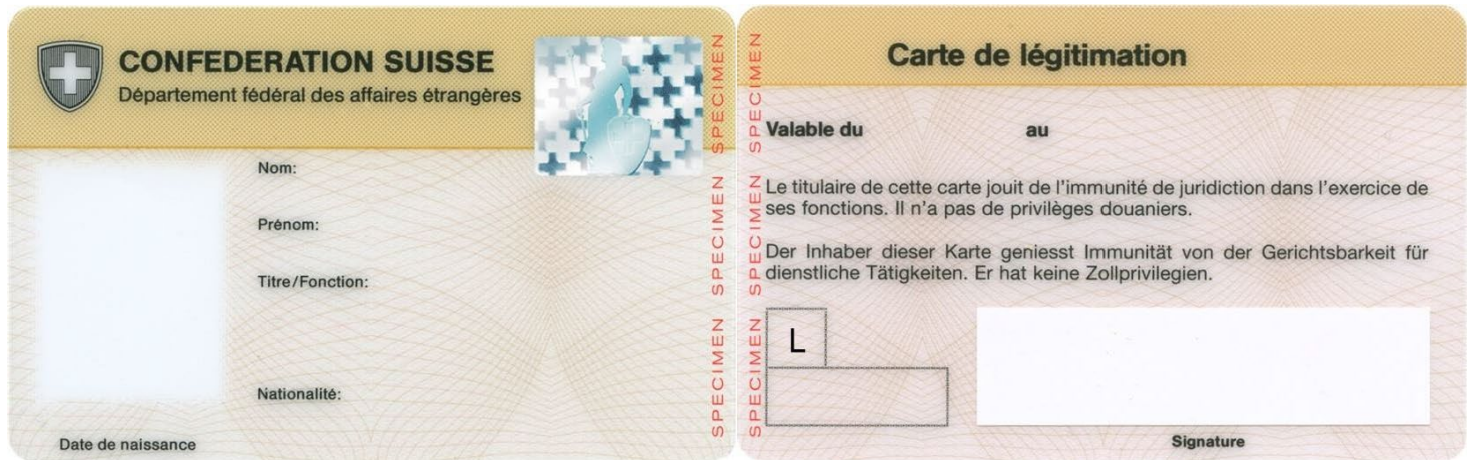 CONFEDERATION SUISSE
Département fédéral des affaires étrangères
Nom:
Prénom:
Titre/Fonction:
Nationalité:
Date de naissance
SPECIMEN SPECIMEN SPECIMEN
SPECIMEN SPECIMEN SPECIMEN
Carte de légitimation
Valable du au
Le titulaire de cette carte jouit de l'immunité de juridiction dans l'exercice de
ses fonctions. Il n'a pas de privilèges douaniers.
Der Inhaber dieser Karte geniesst Immunität von der Gerichtsbarkeit für
dienstliche Tätigkeiten. Er hat keine Zollprivilegien.
L
Signature